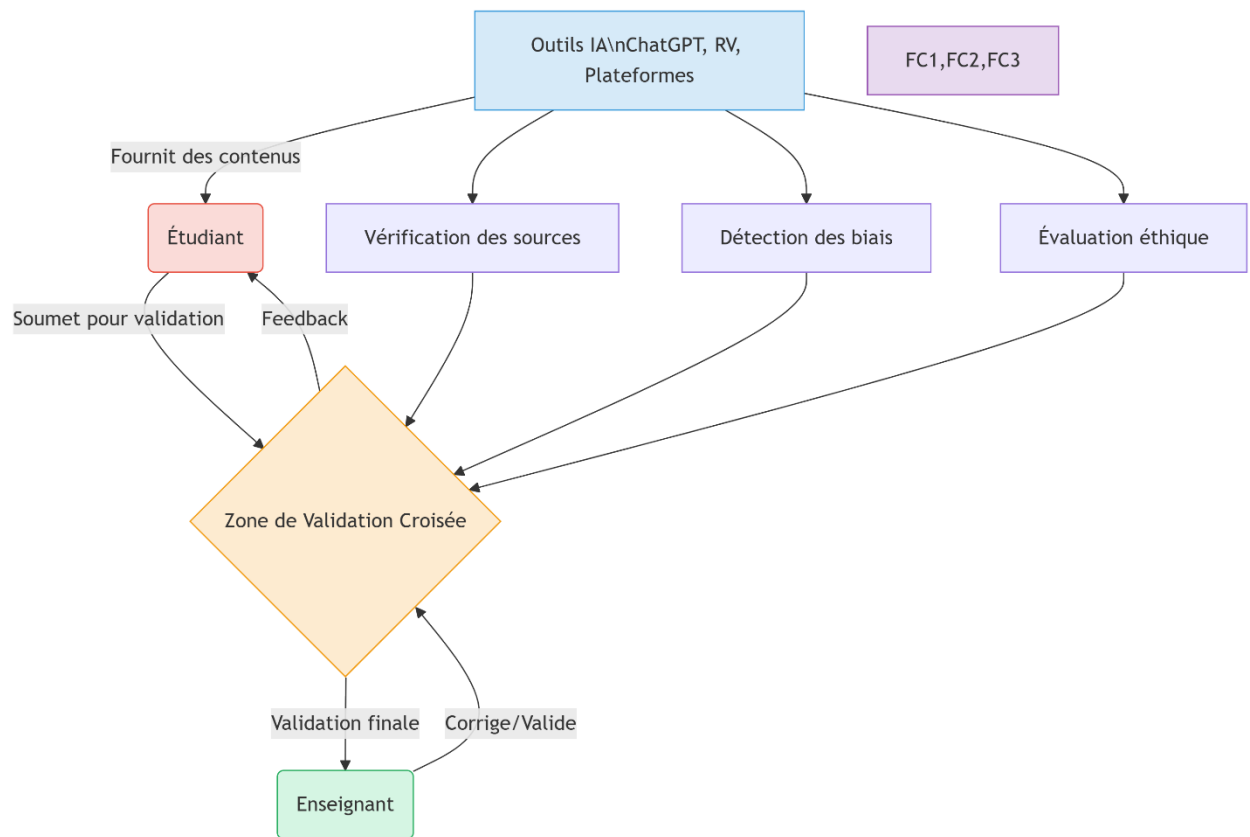 Outils IA\nChatGPT, RV,
Plateformes
FC1,FC2,FC3
Fournit des contenus
Étudiant
Vérification des sources
Détection des biais
Évaluation éthique
Soumet pour validation
Feedback
Zone de Validation Croisée
Validation finale
Corrige/Valide
Enseignant